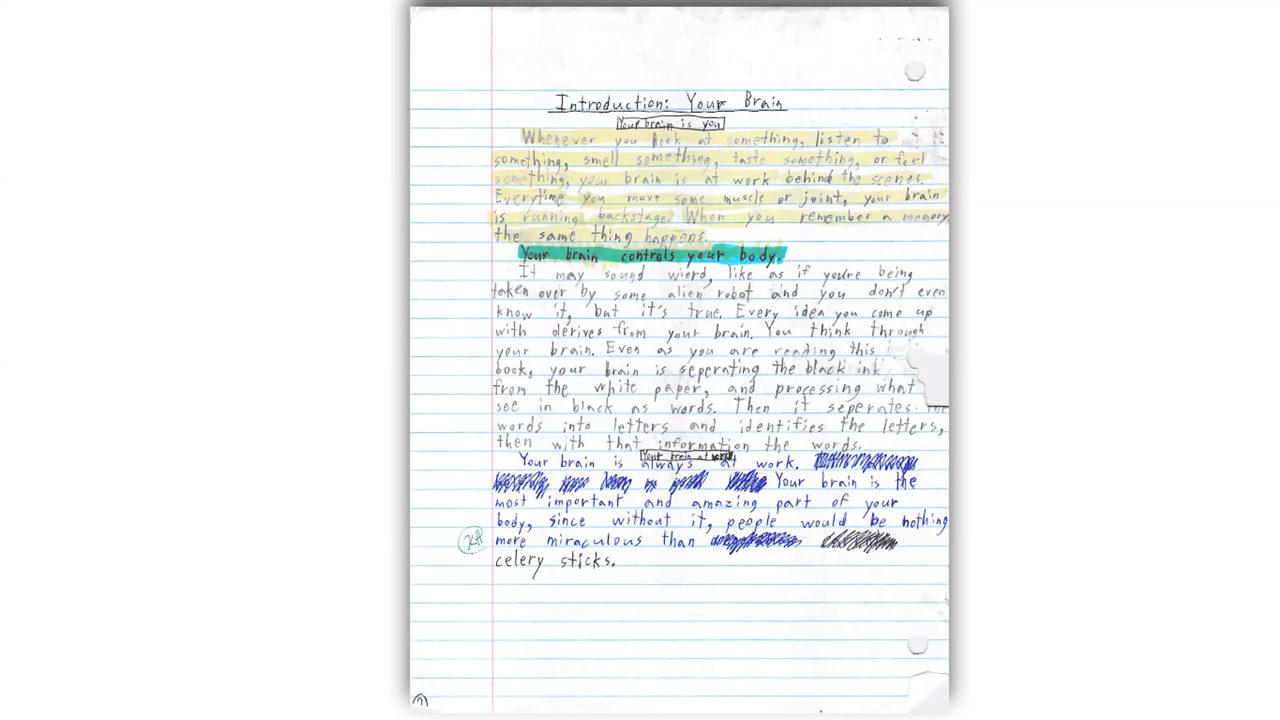 Introduction: Your Brain
Your brain is you
Whenever you look at something, listen to
something, smell something, taste something, or feel
something, your brain is at work behind the scenes.
Everytime you move some muscle or joint, your brain
is running backstage. When you remember a memory
the same thing happens.
Your brain controls your body.
It may sound wierd, like as if you're being
taken over by some alien robot and you don't even
know it, but it's true. Every idea you come up
with derives from your brain. You think through
your brain. Even as you are reading this
book, your brain is seperating the black ink
from the white paper, and processing what
see in black as words. Then it seperates the
words into letters and identifies the letters,
then with that information the words.
Your brain at work
Your brain is always at work.
Your brain is the
most important and amazing part of your
body, since without it, people would be nothing
more miraculous than
celery sticks.